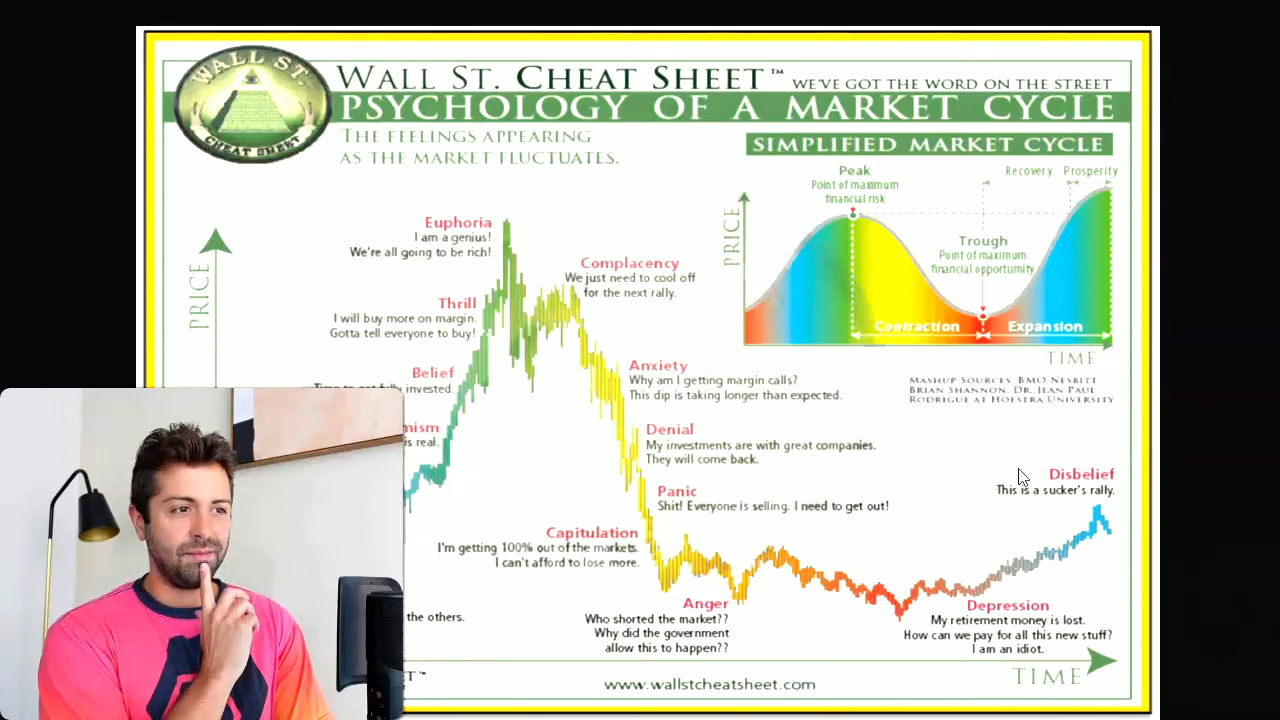 WALL ST.
CHEAT SHEET
WALL ST. CHEAT SHEET™ WE'VE GOT THE WORD ON THE STREET
PSYCHOLOGY OF A MARKET CYCLE
THE FEELINGS APPEARING
AS THE MARKET FLUCTUATES.
SIMPLIFIED MARKET CYCLE
Peak
Point of maximum
financial risk
Recovery
Prosperity
PRICE
Trough
Point of maximum
financial opportunity
Contraction
Expansion
TIME
MASHUP SOURCES: BMO NESBITT,
BRIAN SHANNON, DR. JEAN PAUL
RODRIGUE AT HOFSTRA UNIVERSITY
PRICE
Euphoria
I am a genius!
We're all going to be rich!
Complacency
We just need to cool off
for the next rally.
Thrill
I will buy more on margin.
Gotta tell everyone to buy!
Anxiety
Why am I getting margin calls?
This dip is taking longer than expected.
Belief
invested.
is real.
Denial
My investments are with great companies.
They will come back.
Panic
Shit! Everyone is selling. I need to get out!
Disbelief
This is a sucker's rally.
Capitulation
I'm getting 100% out of the markets.
I can't afford to lose more.
Anger
Who shorted the market??
Why did the government
allow this to happen??
the others.
Depression
My retirement money is lost.
How can we pay for all this new stuff?
I am an idiot.
TIME
www.wallstcheatsheet.com